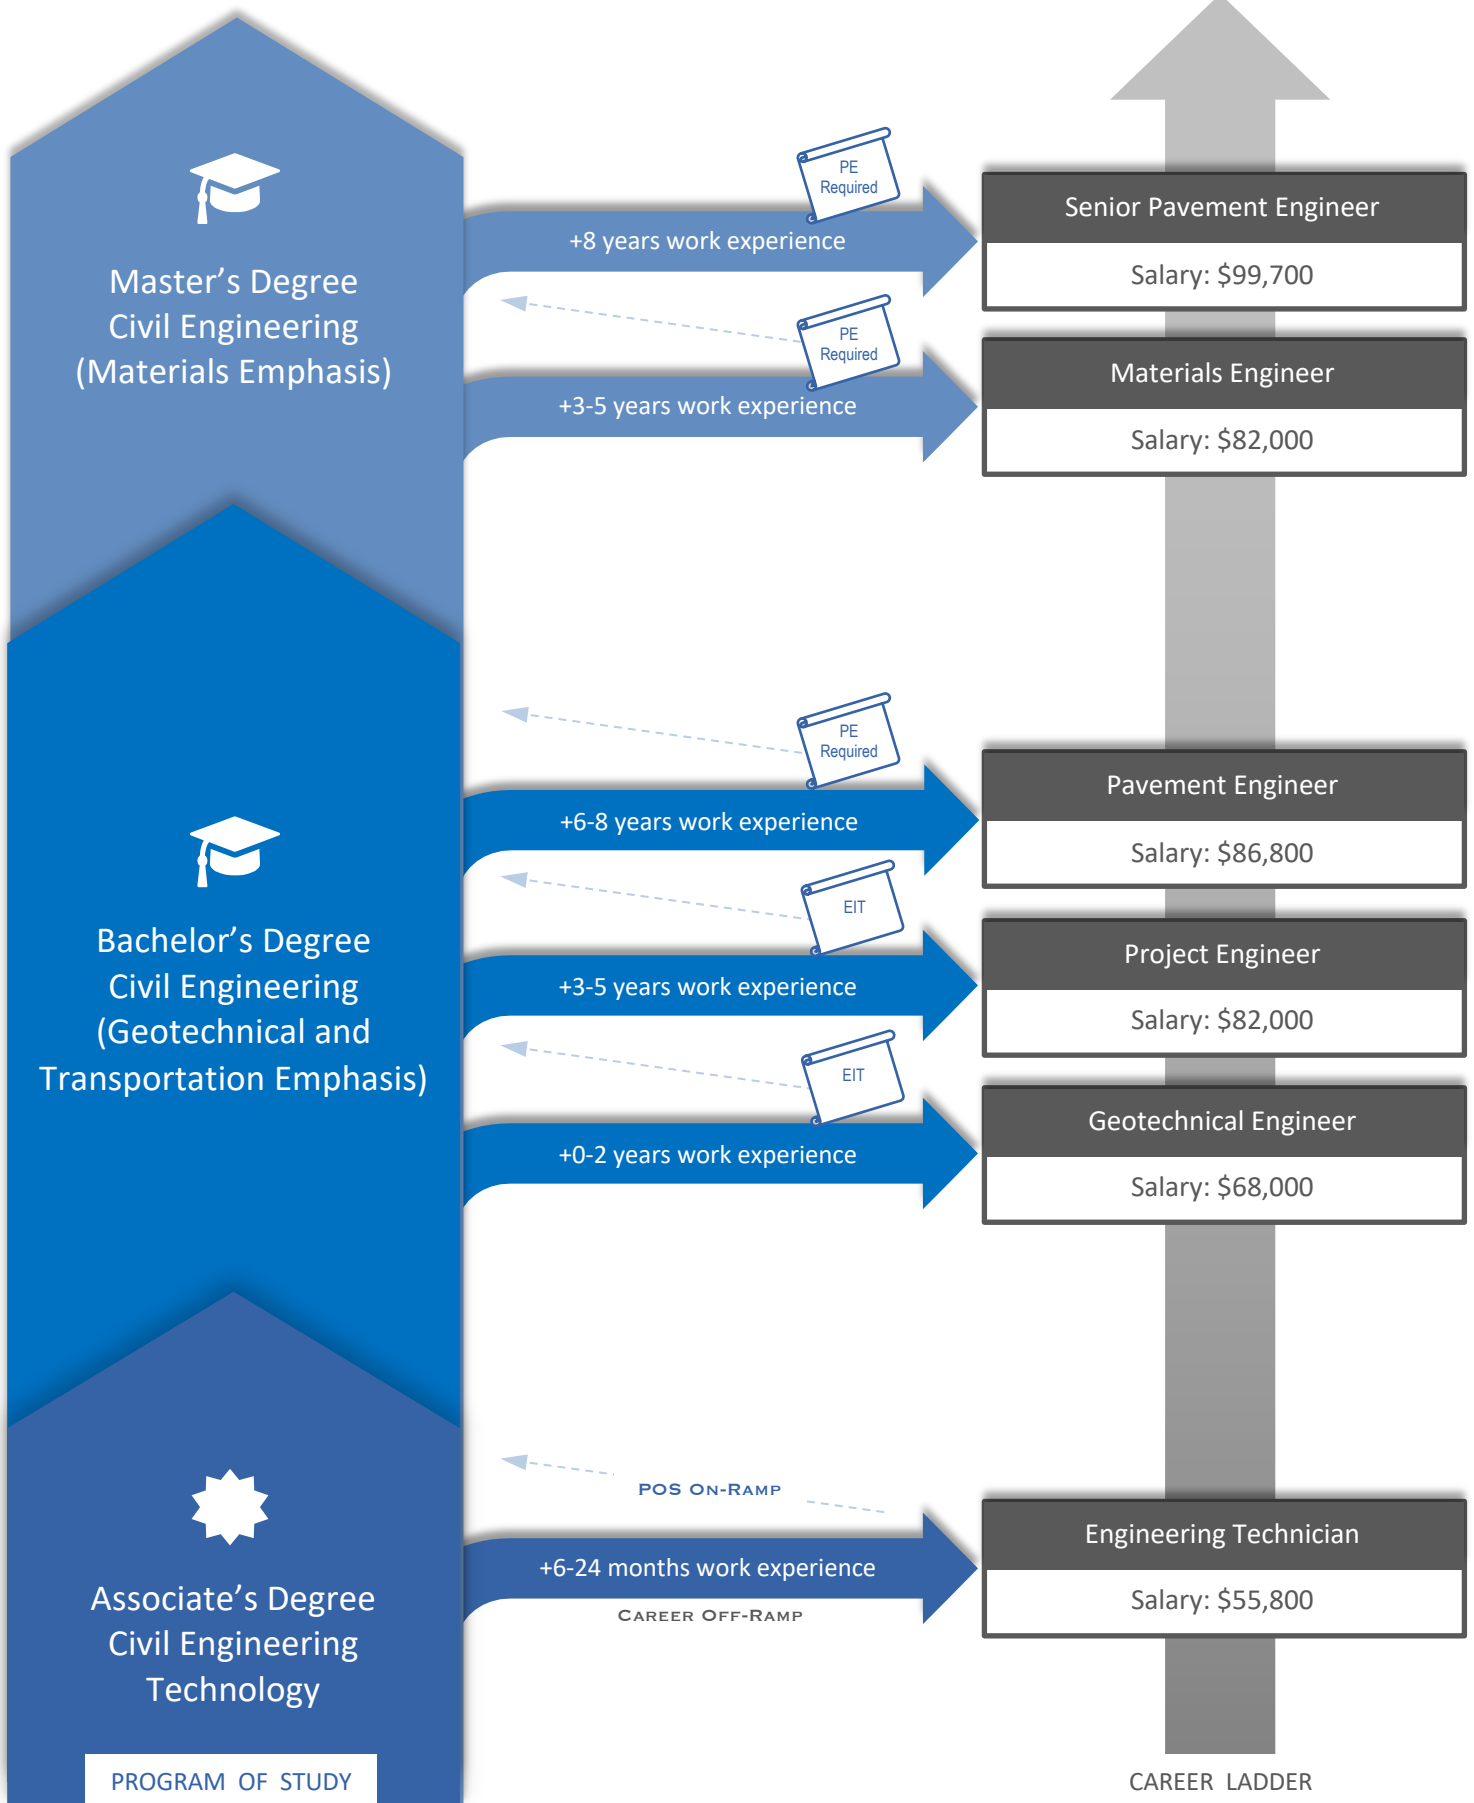 PE
Required
+8 years work experience
Senior Pavement Engineer
Salary: $99,700
Master's Degree
Civil Engineering
(Materials Emphasis)
PE
Required
+3-5 years work experience
Materials Engineer
Salary: $82,000
PE
Required
+6-8 years work experience
Pavement Engineer
Salary: $86,800
Bachelor's Degree
Civil Engineering
(Geotechnical and
Transportation Emphasis)
EIT
+3-5 years work experience
Project Engineer
Salary: $82,000
EIT
+0-2 years work experience
Geotechnical Engineer
Salary: $68,000
POS On-Ramp
+6-24 months work experience
Career Off-Ramp
Engineering Technician
Salary: $55,800
Associate's Degree
Civil Engineering
Technology
PROGRAM OF STUDY
CAREER LADDER